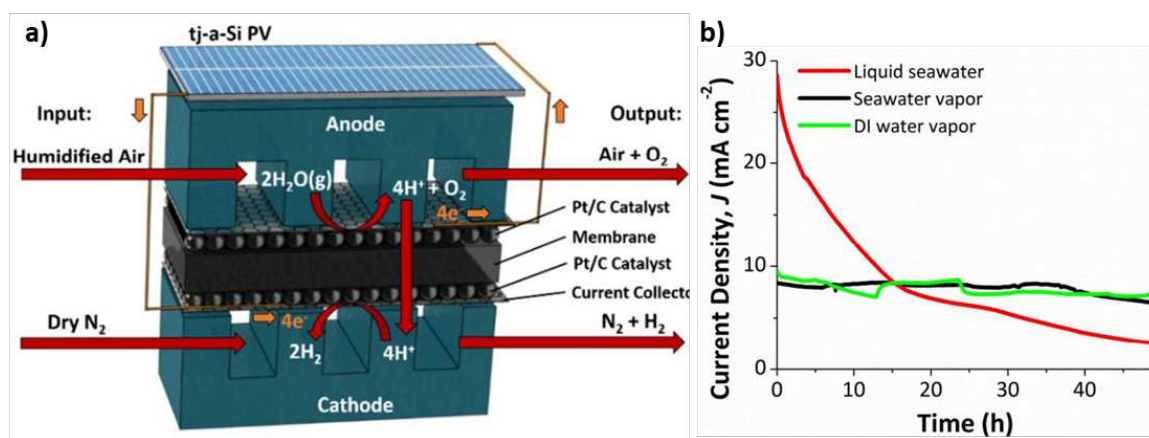 a)
tj-a-Si PV
Input:
Output:
Anode
Humidified Air
Air + O₂
2H₂O(g)
4H⁺ + O₂
4e⁻
Pt/C Catalyst
Membrane
Pt/C Catalyst
Current Collecto
Dry N₂
4e⁻
N₂ + H₂
2H₂
4H⁺
Cathode
b)
Liquid seawater
Seawater vapor
DI water vapor
Current Density, J (mA cm⁻²)
30
20
10
0
0 10 20 30 40
Time (h)